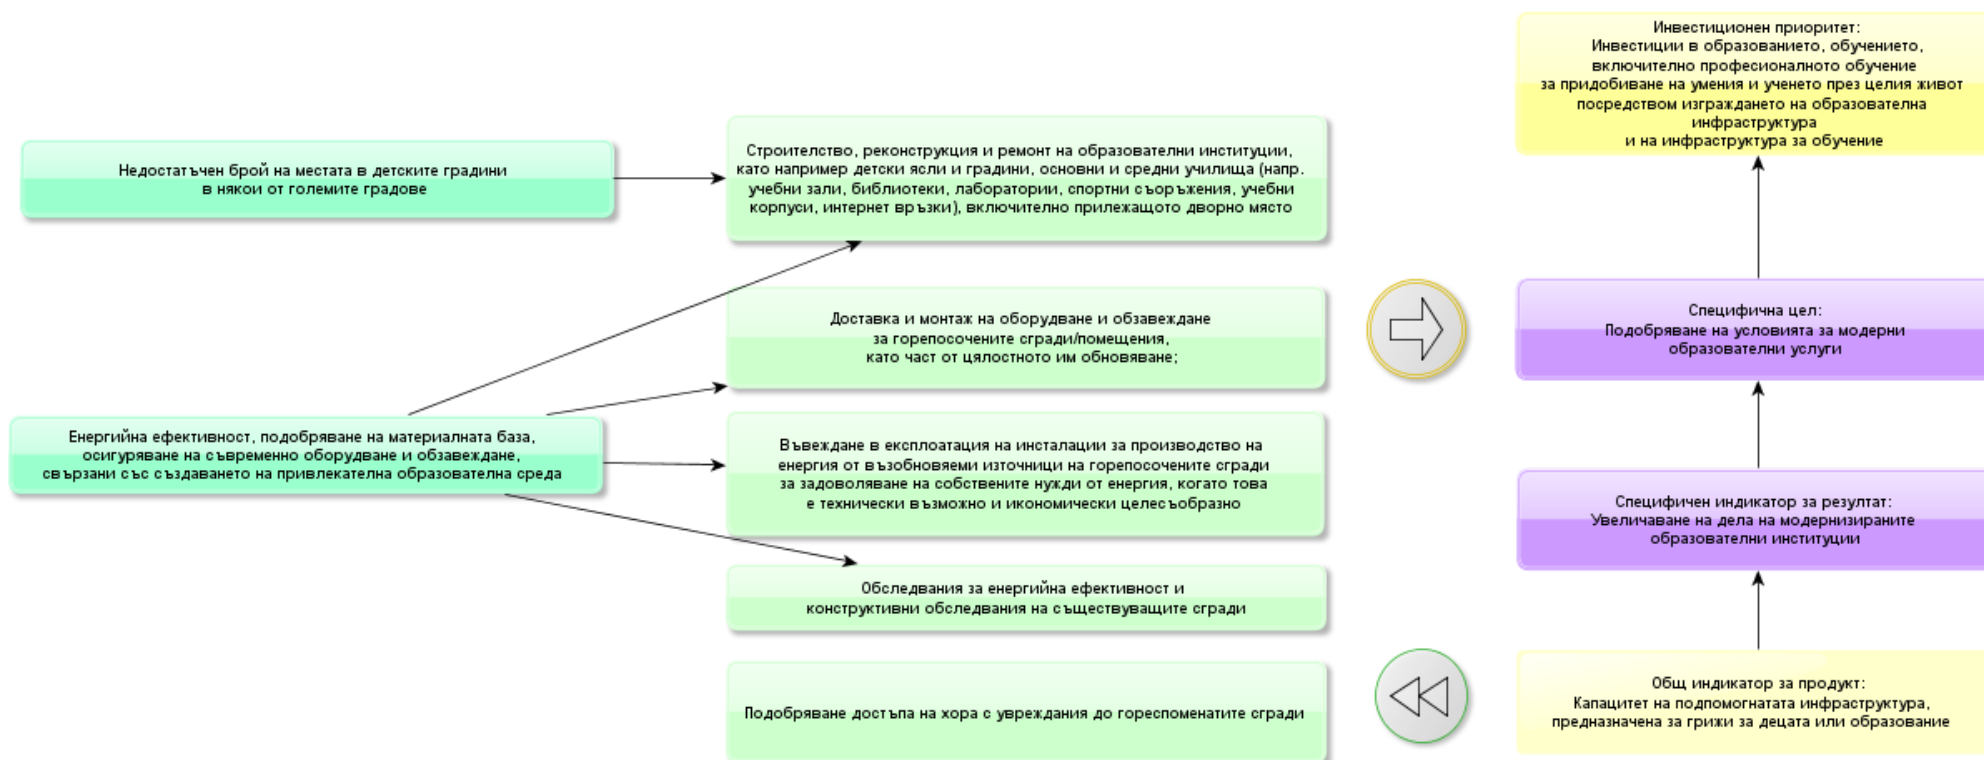 Недостатъчен брой на местата в детските градини
в някои от големите градове
Енергийна ефективност, подобряване на материалната база,
осигуряване на съвременно оборудване и обзавеждане,
свързани със създаването на привлекателна образователна среда
Строителство, реконструкция и ремонт на образователни институции,
като например детски ясли и градини, основни и средни училища (напр.
учебни зали, библиотеки, лаборатории, спортни съоръжения, учебни
корпуси, интернет връзки), включително прилежащото дворно място
Доставка и монтаж на оборудване и обзавеждане
за горепосочените сгради/помещения,
като част от цялостното им обновяване;
Въвеждане в експлоатация на инсталации за производство на
енергия от възобновяеми източници на горепосочените сгради
за задоволяване на собствените нужди от енергия, когато това
е технически възможно и икономически целесъобразно
Обследвания за енергийна ефективност и
конструктивни обследвания на съществуващите сгради
Подобряване достъпа на хора с увреждания до гореспоменатите сгради
Инвестиционен приоритет:
Инвестиции в образованието, обучението,
включително професионалното обучение
за придобиване на умения и ученето през целия живот
посредством изграждането на образователна
инфраструктура
и на инфраструктура за обучение
Специфична цел:
Подобряване на условията за модерни
образователни услуги
Специфичен индикатор за резултат:
Увеличаване на дела на модернизираните
образователни институции
Общ индикатор за продукт:
Капацитет на подпомогнатата инфраструктура,
предназначена за грижи за децата или образование